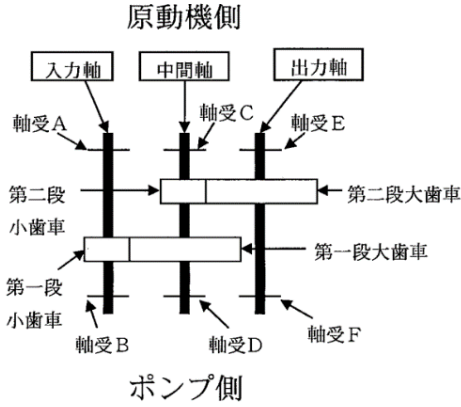 原動機側
入力軸
中間軸
出力軸
軸受A
軸受C
軸受E
第二段
小歯車
第二段大歯車
第一段大歯車
第一段
小歯車
軸受B
軸受D
軸受F
ポンプ側